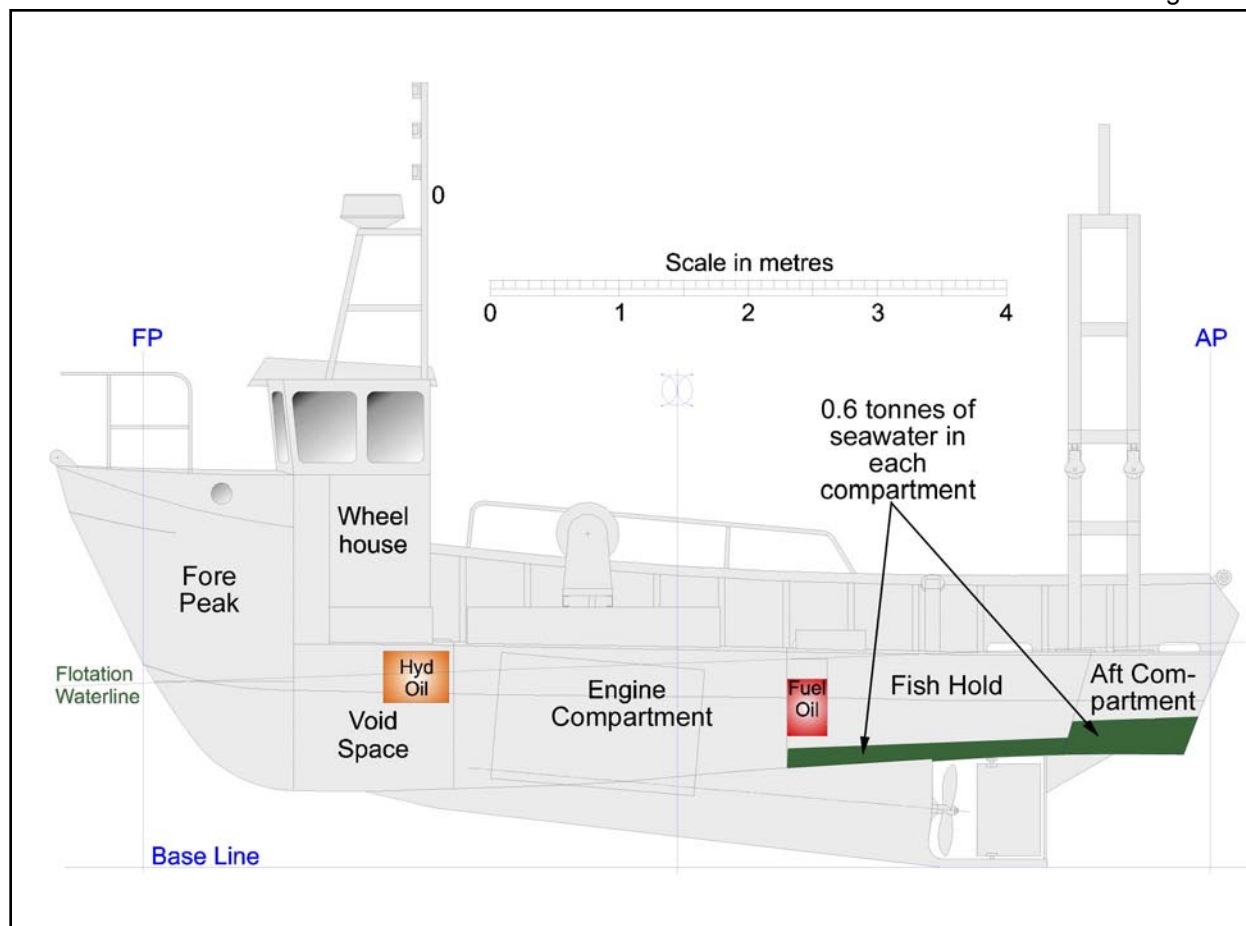 0
Scale in metres
0 1 2 3 4
FP
AP
0.6 tonnes of
seawater in
each
compartment
Wheel
house
Fore
Peak
Flotation
Waterline
Hyd
Oil
Void
Space
Engine
Compartment
Fuel
Oil
Fish Hold
Aft Com-
partment
Base Line